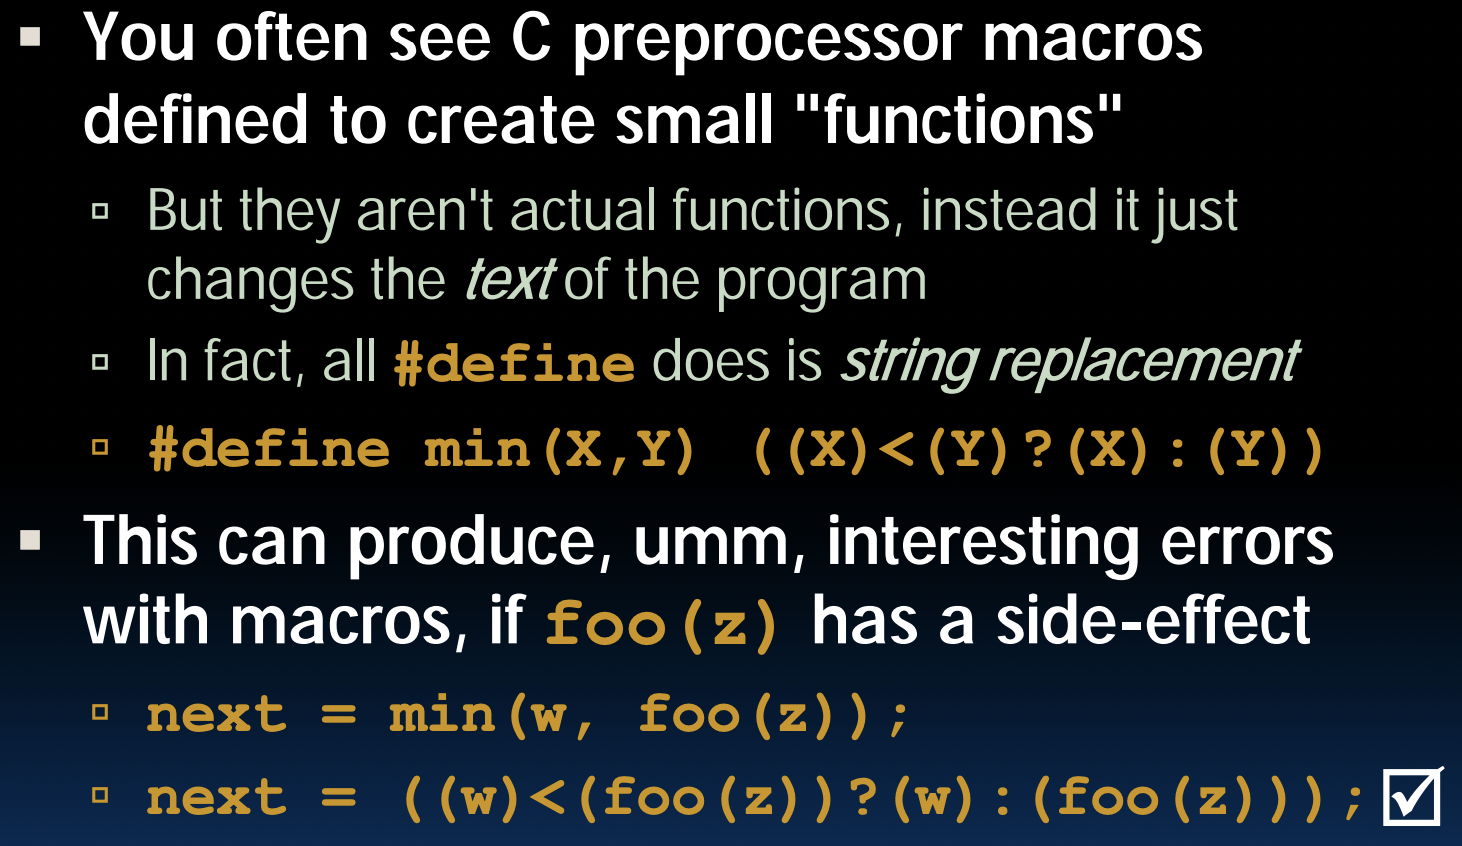 You often see C preprocessor macros
defined to create small "functions"
But they aren't actual functions, instead it just
changes the text of the program
In fact, all #define does is string replacement
#define min(X,Y) ((X)<(Y)?(X):(Y))
This can produce, umm, interesting errors
with macros, if foo(z) has a side-effect
next = min(w, foo(z));
next = ((w)<(foo(z))?(w):(foo(z)));